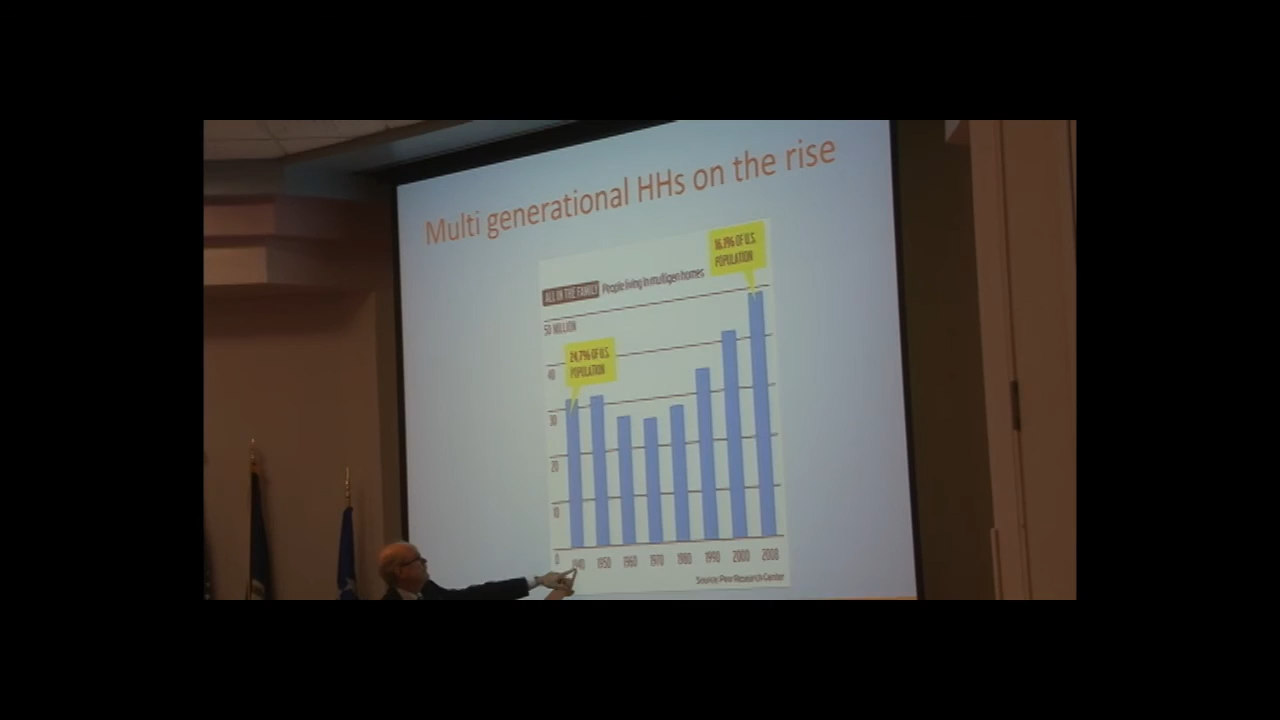 Multi generational HHs on the rise
16.1% OF U.S.
POPULATION
ALL IN THE FAMILY People living in multigen homes
50 MILLION
24.7% OF U.S.
POPULATION
40
30
20
10
0
1940 1950 1960 1970 1980 1990 2000 2008
Source: Pew Research Center